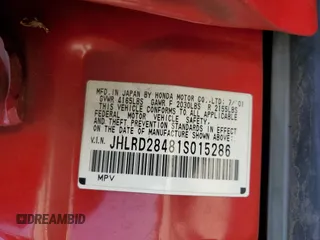 MFD. IN JAPAN BY HONDA MOTOR CO., LTD. 7/'01
GVWR 4165LBS GAWR F 2030LBS R 2155LBS
THIS VEHICLE CONFORMS TO ALL APPLICABLE
FEDERAL MOTOR VEHICLE SAFETY
AND THEFT PREVENTION STANDARDS IN EFFECT
ON THE DATE OF MANUFACTURE SHOWN ABOVE.
V.I.N. JHLRD28481S015286
MPV
DREAMBID